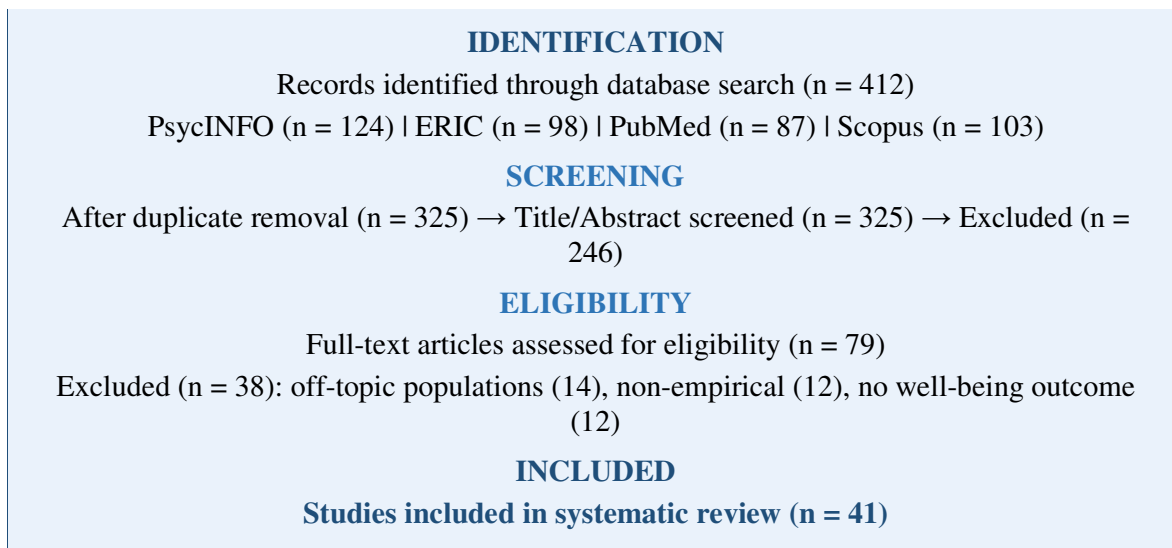 IDENTIFICATION
Records identified through database search (n = 412)
PsycINFO (n = 124) | ERIC (n = 98) | PubMed (n = 87) | Scopus (n = 103)
SCREENING
After duplicate removal (n = 325) → Title/Abstract screened (n = 325) → Excluded (n =
246)
ELIGIBILITY
Full-text articles assessed for eligibility (n = 79)
Excluded (n = 38): off-topic populations (14), non-empirical (12), no well-being outcome
(12)
INCLUDED
Studies included in systematic review (n = 41)